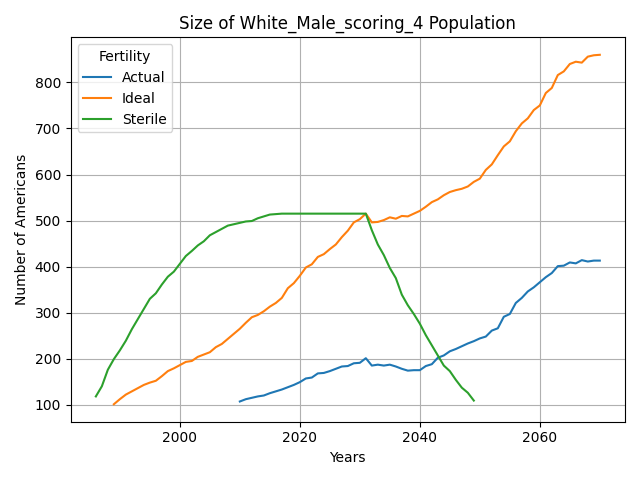 Size of White_Male_scoring_4 Population
Fertility
Actual
Ideal
Sterile
Number of Americans
800
700
600
500
400
300
200
100
2000 2020 2040 2060
Years